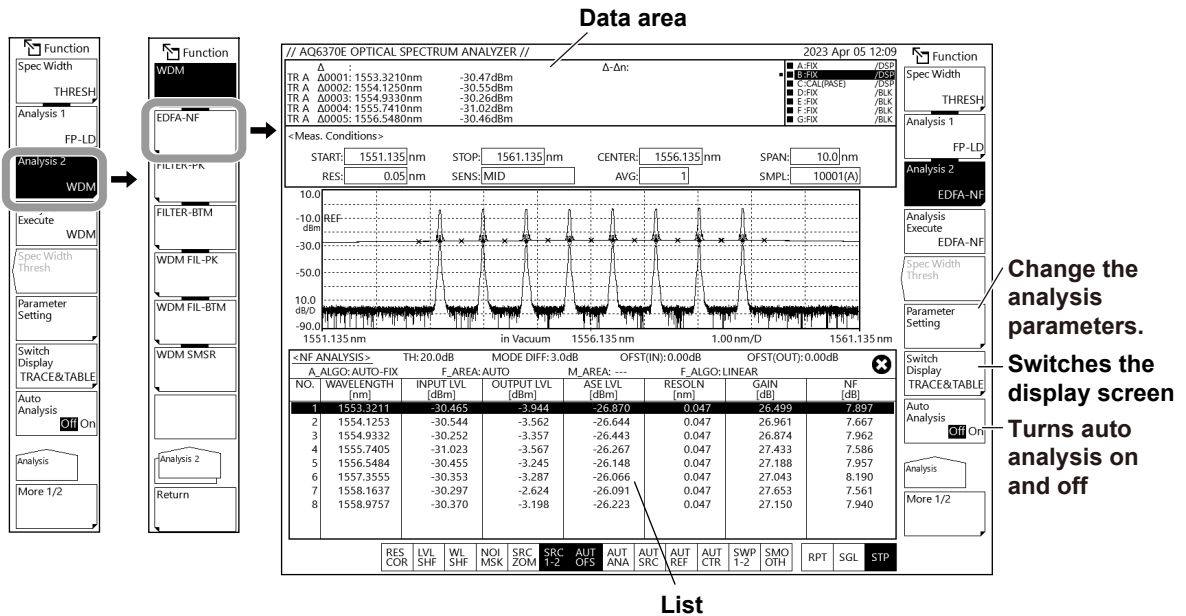 Data area
Function
Spec Width
THRESH
Analysis 1
FP-LD
Analysis 2
WDM
Execute
WDM
Spec Width
Thresh
Parameter
Setting
Switch
Display
TRACE&TABLE
Auto
Analysis
Off On
Analysis
More 1/2
Function
WDM
EDFA-NF
FILTER-PK
FILTER-BTM
WDM FIL-PK
WDM FIL-BTM
WDM SMSR
Analysis 2
Return
// AQ6370E OPTICAL SPECTRUM ANALYZER // 2023 Apr 05 12:09
Δ : Δ-Δn:
TR A Δ0001: 1553.3210nm -30.47dBm
TR A Δ0002: 1554.1250nm -30.55dBm
TR A Δ0003: 1554.9330nm -30.26dBm
TR A Δ0004: 1555.7410nm -31.02dBm
TR A Δ0005: 1556.5480nm -30.46dBm
A:FIX /DSP
B:FIX /DSP
C:CAL(PASE) /DSP
D:FIX /BLK
E:FIX /BLK
F:FIX /BLK
G:FIX /BLK
<Meas. Conditions>
START: 1551.135 nm STOP: 1561.135 nm CENTER: 1556.135 nm SPAN: 10.0 nm
RES: 0.05 nm SENS: MID AVG: 1 SMPL: 10001(A)
10.0
-10.0 REF
dBm
-30.0
-50.0
10.0
dB/D
-90.0
1551.135 nm in Vacuum 1556.135 nm 1.00 nm/D 1561.135 nm
<NF ANALYSIS> TH:20.0dB MODE DIFF:3.0dB OFST(IN):0.00dB OFST(OUT):0.00dB
A_ALGO:AUTO-FIX F_AREA:AUTO M_AREA: --- F_ALGO:LINEAR
NO. WAVELENGTH INPUT LVL OUTPUT LVL ASE LVL RESOLN GAIN NF
[nm] [dBm] [dBm] [dBm] [nm] [dB] [dB]
1 1553.3211 -30.465 -3.944 -26.870 0.047 26.499 7.897
2 1554.1253 -30.544 -3.562 -26.644 0.047 26.961 7.667
3 1554.9332 -30.252 -3.357 -26.443 0.047 26.874 7.962
4 1555.7405 -31.023 -3.567 -26.267 0.047 27.433 7.586
5 1556.5484 -30.455 -3.245 -26.148 0.047 27.188 7.957
6 1557.3555 -30.353 -3.287 -26.066 0.047 27.043 8.190
7 1558.1637 -30.297 -2.624 -26.091 0.047 27.653 7.561
8 1558.9757 -30.370 -3.198 -26.223 0.047 27.150 7.940
RES LVL WL NOI SRC SRC AUT AUT AUT AUT AUT SWP SMO RPT SGL STP
COR SHF SHF MSK ZOM 1-2 OFS ANA SRC REF CTR 1-2 OTH
Function
Spec Width
THRESH
Analysis 1
FP-LD
Analysis 2
EDFA-NF
Analysis
Execute
EDFA-NF
Spec Width
Thresh
Parameter
Setting
Switch
Display
TRACE&TABLE
Auto
Analysis
Off On
Analysis
More 1/2
Change the
analysis
parameters.
Switches the
display screen
Turns auto
analysis on
and off
List